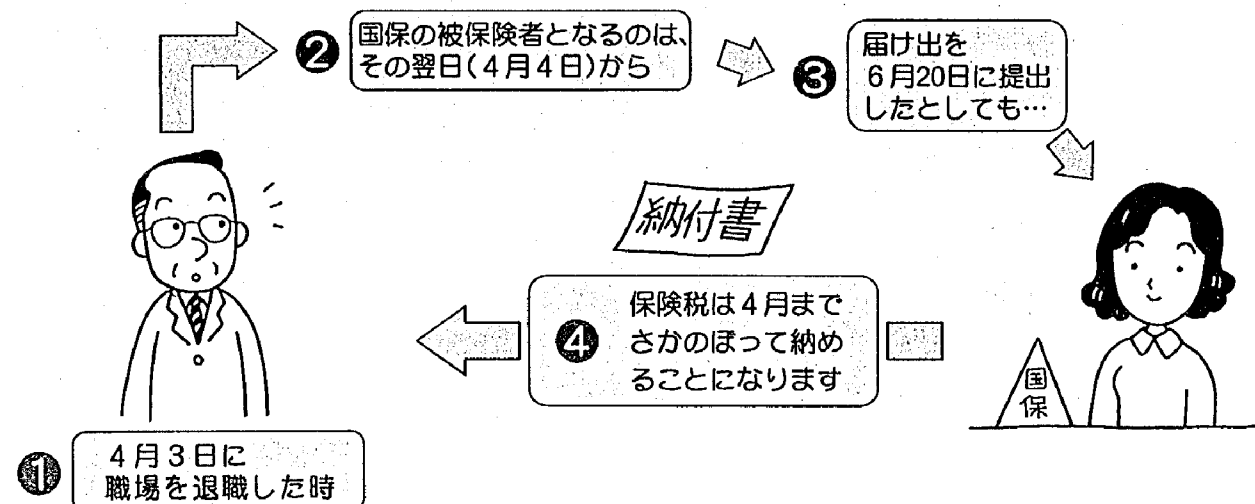 ❶
4月3日に
職場を退職した時
❷
国保の被保険者となるのは、
その翌日(4月4日)から
❸
届け出を
6月20日に提出
したとしても…
納付書
❹
保険税は4月まで
さかのぼって納め
ることになります
国
保